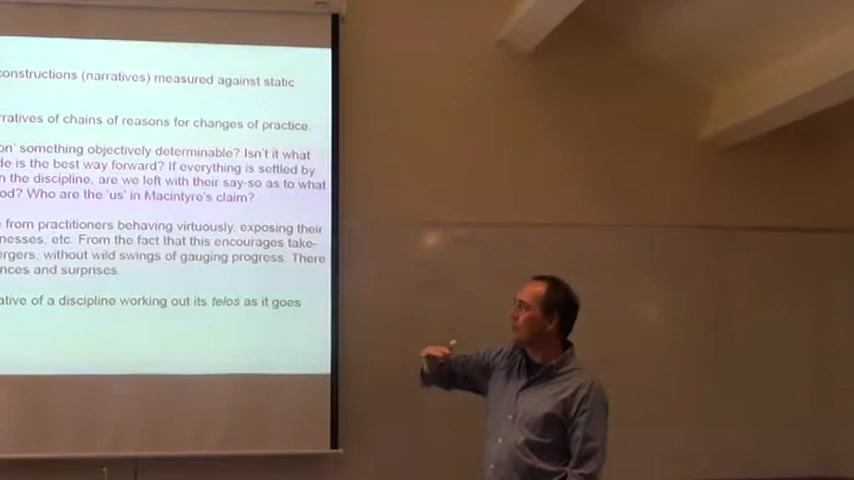 constructions (narratives) measured against static
ratives of chains of reasons for changes of practice.
on' something objectively determinable? Isn't it what
de is the best way forward? If everything is settled by
n the discipline, are we left with their say-so as to what
od? Who are the 'us' in Macintyre's claim?
e from practitioners behaving virtuously, exposing their
nesses, etc. From the fact that this encourages take-
ergers, without wild swings of gauging progress. There
nces and surprises.
ative of a discipline working out its telos as it goes